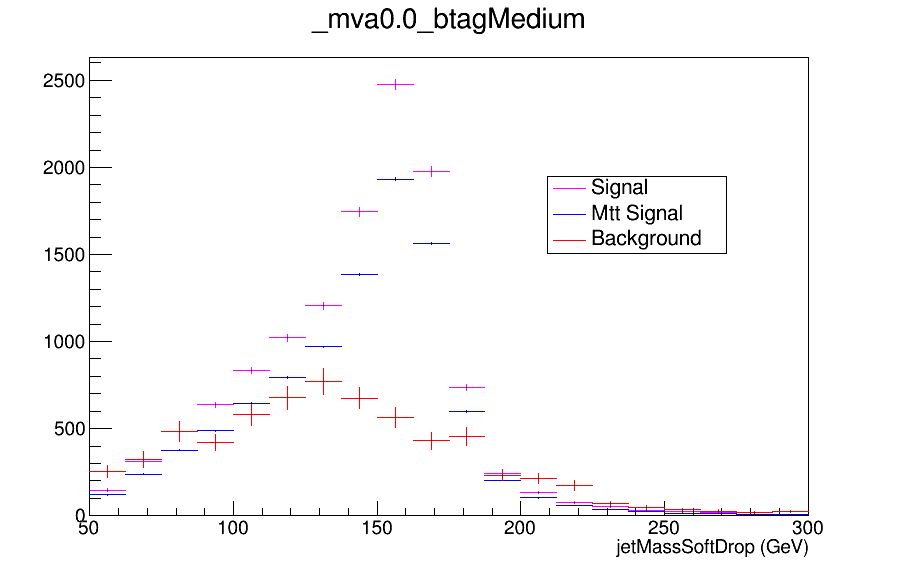 _mva0.0_btagMedium
2500
2000
1500
1000
500
0
Signal
Mtt Signal
Background
50 100 150 200 250 300
jetMassSoftDrop (GeV)